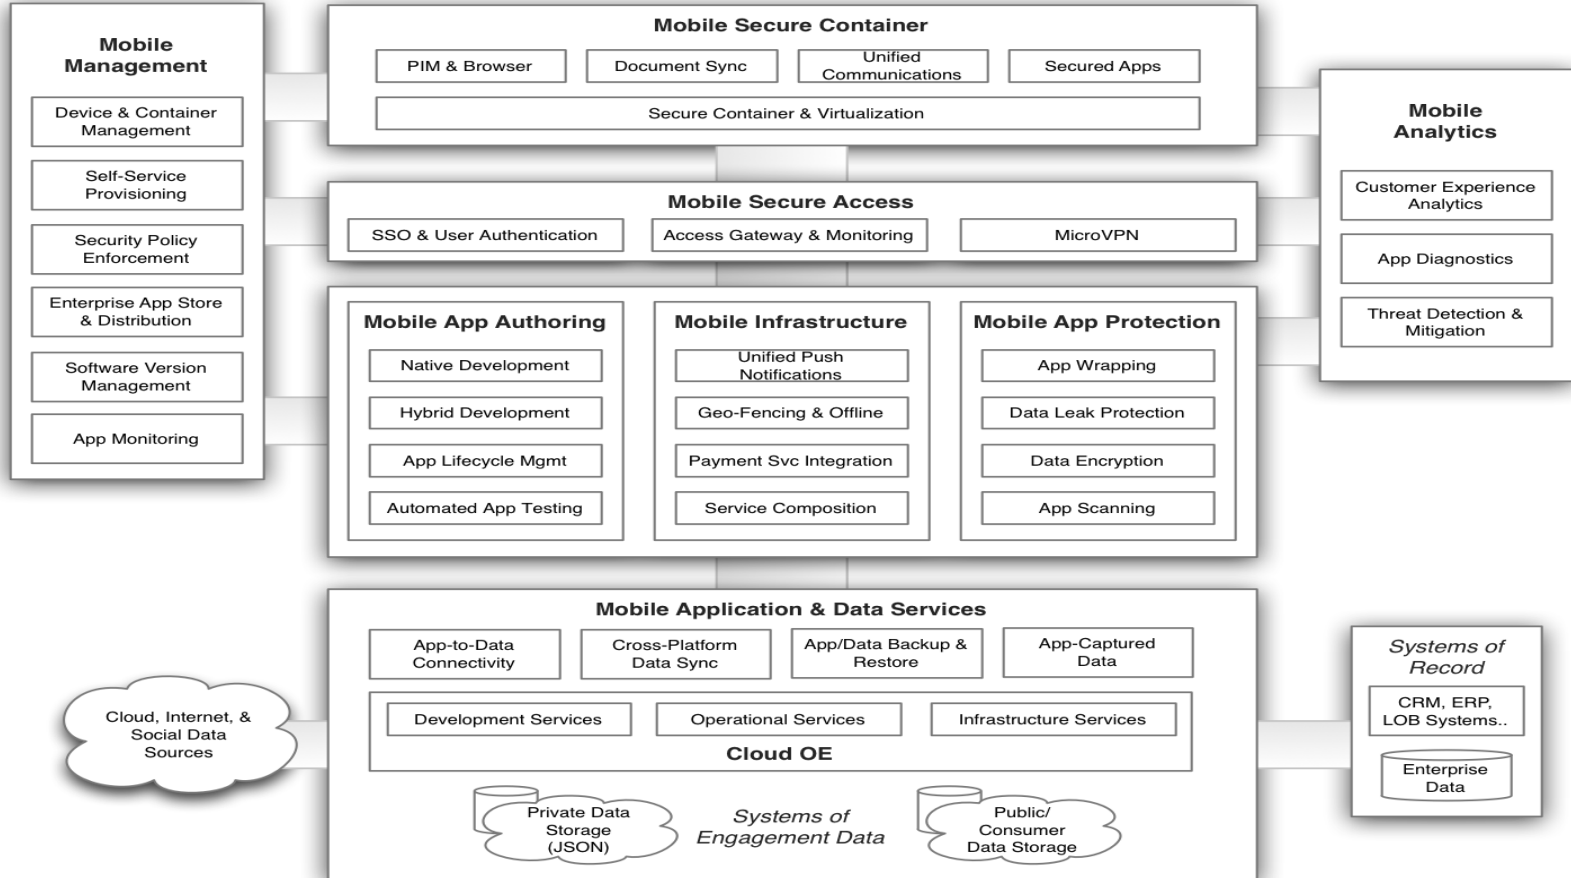 Mobile
Management
Device & Container
Management
Self-Service
Provisioning
Security Policy
Enforcement
Enterprise App Store
& Distribution
Software Version
Management
App Monitoring
Mobile Secure Container
PIM & Browser
Document Sync
Unified
Communications
Secured Apps
Secure Container & Virtualization
Mobile Secure Access
SSO & User Authentication
Access Gateway & Monitoring
MicroVPN
Mobile App Authoring
Native Development
Hybrid Development
App Lifecycle Mgmt
Automated App Testing
Mobile Infrastructure
Unified Push
Notifications
Geo-Fencing & Offline
Payment Svc Integration
Service Composition
Mobile App Protection
App Wrapping
Data Leak Protection
Data Encryption
App Scanning
Mobile
Analytics
Customer Experience
Analytics
App Diagnostics
Threat Detection &
Mitigation
Mobile Application & Data Services
App-to-Data
Connectivity
Cross-Platform
Data Sync
App/Data Backup &
Restore
App-Captured
Data
Development Services
Operational Services
Infrastructure Services
Cloud OE
Private Data
Storage
(JSON)
Systems of
Engagement Data
Public/
Consumer
Data Storage
Cloud, Internet, &
Social Data
Sources
Systems of
Record
CRM, ERP,
LOB Systems..
Enterprise
Data